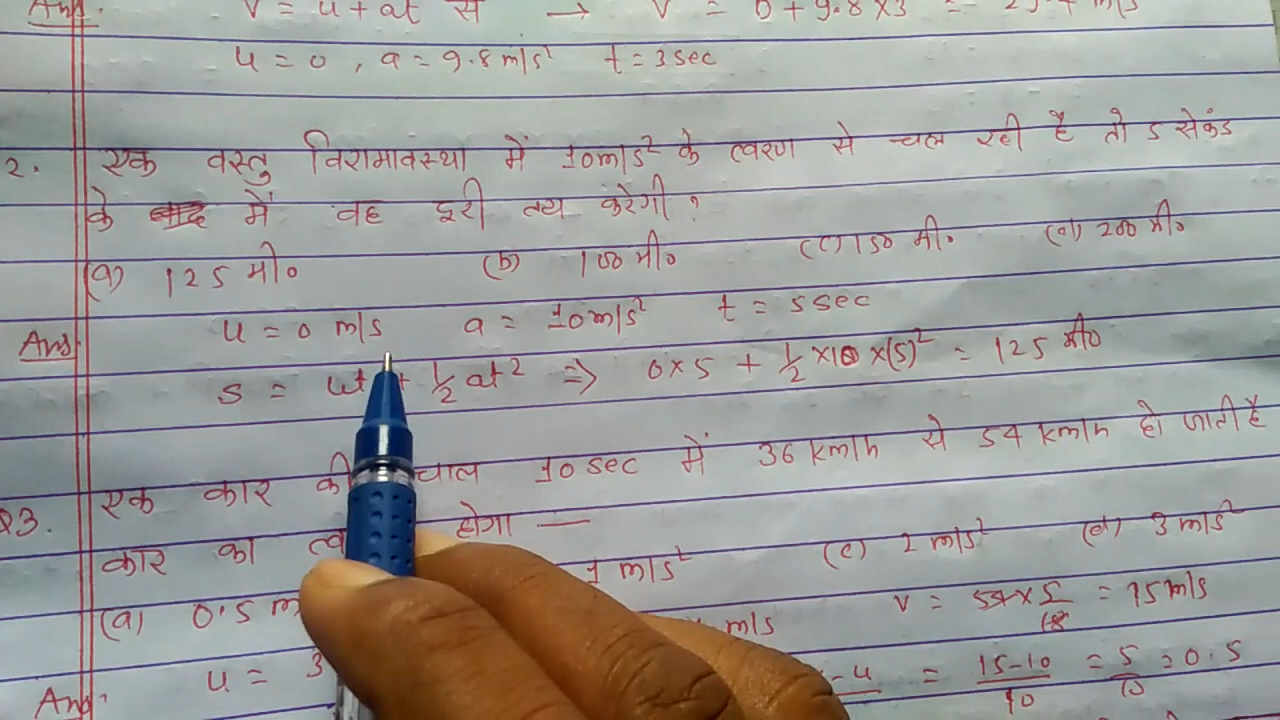 Ans. v = u + at से → v = 0 + 9.8×3 = 29.4 m/s
u = 0 , a = 9.8 m/s² t = 3 sec
2. एक वस्तु विरामावस्था में 10 m/s² के त्वरण से चल रही है तो 5 सेकंड
के में वह दूरी तय करेगी ?
(a) 125 मी० (b) 100 मी० (c) 150 मी० (d) 200 मी०
Ans. u = 0 m/s a = 10 m/s² t = 5 sec
s = ut + ½ at² ⇒ 0×5 + ½ ×10 ×(5)² = 125 मी०
Q3. एक कार की चाल 10 sec में 36 km/h से 54 km/h हो जाती है
कार का होगा —
(a) 0.5 m 1 m/s² (c) 2 m/s² (d) 3 m/s²
m/s v = 54×5/18 = 15 m/s
Ans. u = 3 - u = 15-10/10 = 5/10 = 0.5